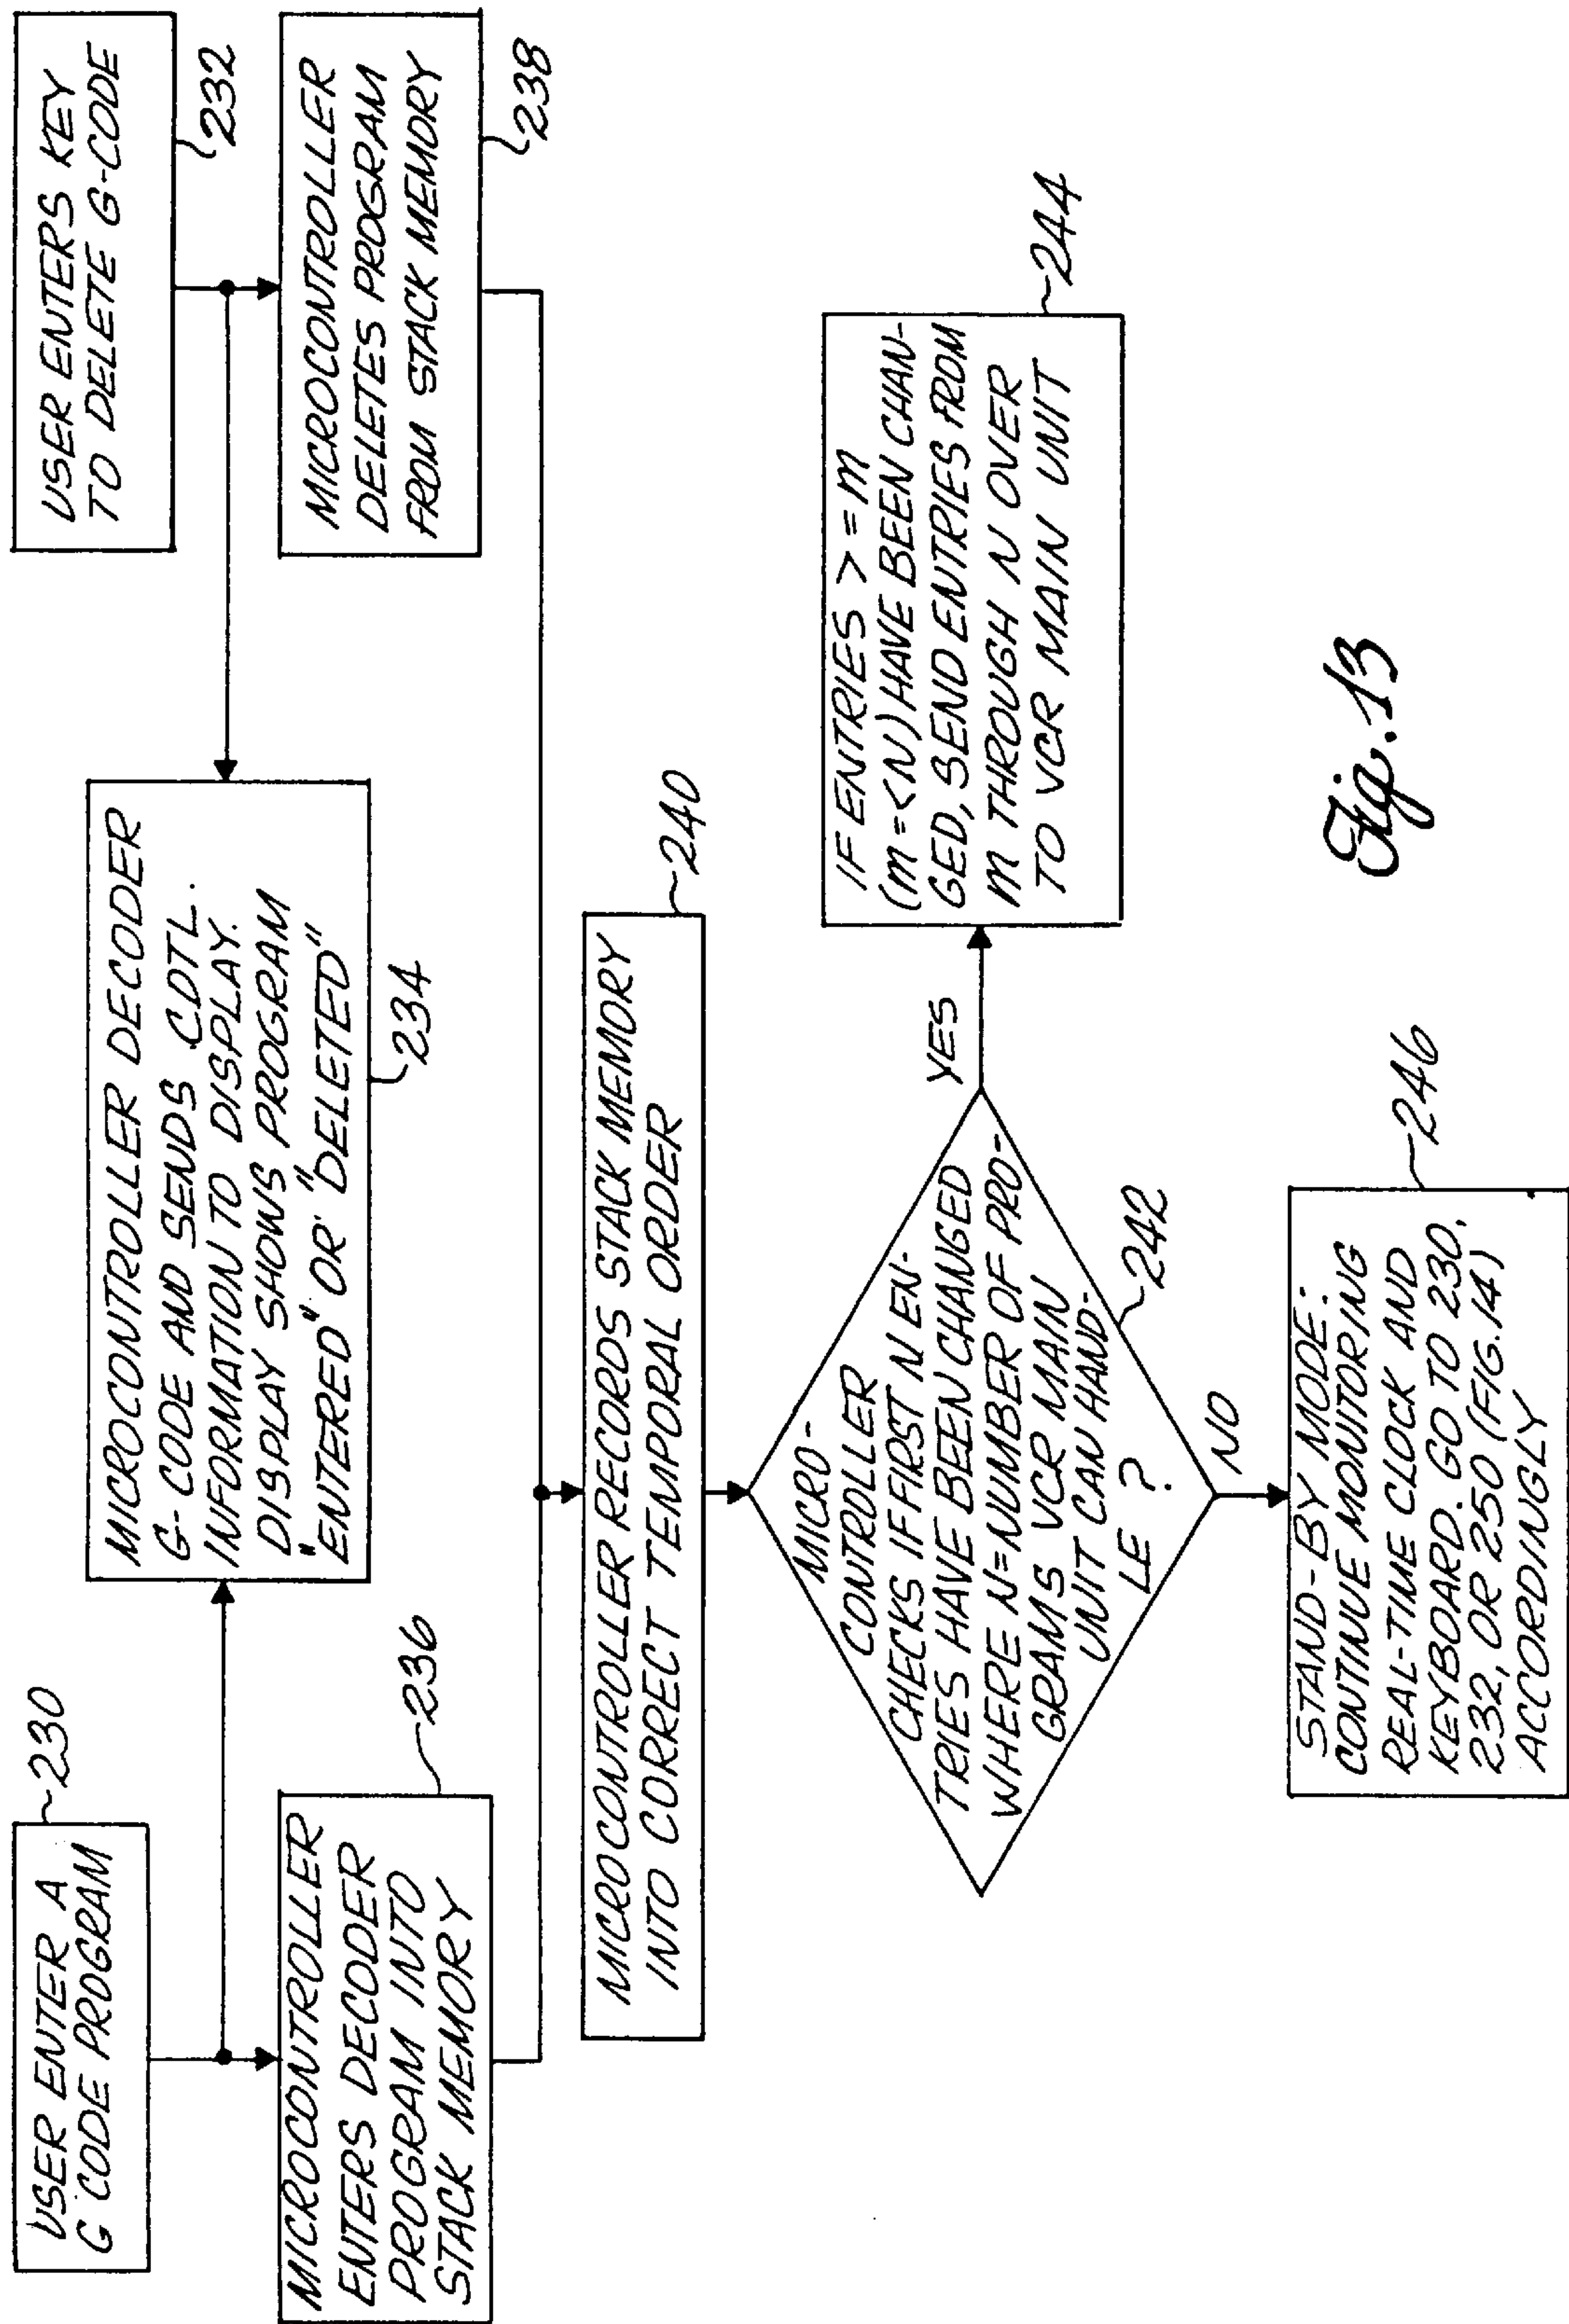 USER ENTER A
G CODE PROGRAM
230
USER ENTERS KEY
TO DELETE G-CODE
232
MICROCONTROLLER DECODER
G-CODE AND SENDS CDTL.
INFORMATION TO DISPLAY.
DISPLAY SHOWS PROGRAM
"ENTERED" OR "DELETED"
234
MICROCONTROLLER
ENTERS DECODER
PROGRAM INTO
STACK MEMORY
236
MICROCONTROLLER
DELETES PROGRAM
FROM STACK MEMORY
238
MICROCONTROLLER RECORDS STACK MEMORY
INTO CORRECT TEMPORAL ORDER
240
MICRO-
CONTROLLER
CHECKS IF FIRST N EN-
TRIES HAVE BEEN CHANGED
WHERE N=NUMBER OF PRO-
GRAMS VCR MAIN
UNIT CAN HAND-
LE ?
242
YES
NO
IF ENTRIES >=m
(m=<N) HAVE BEEN CHAN-
GED, SEND ENTRIES FROM
m THROUGH N OVER
TO VCR MAIN UNIT
244
STAND-BY MODE:
CONTINUE MONITORING
REAL-TIME CLOCK AND
KEYBOARD. GO TO 230,
232, OR 250 (FIG. 14)
ACCORDINGLY
246
Fig. 13